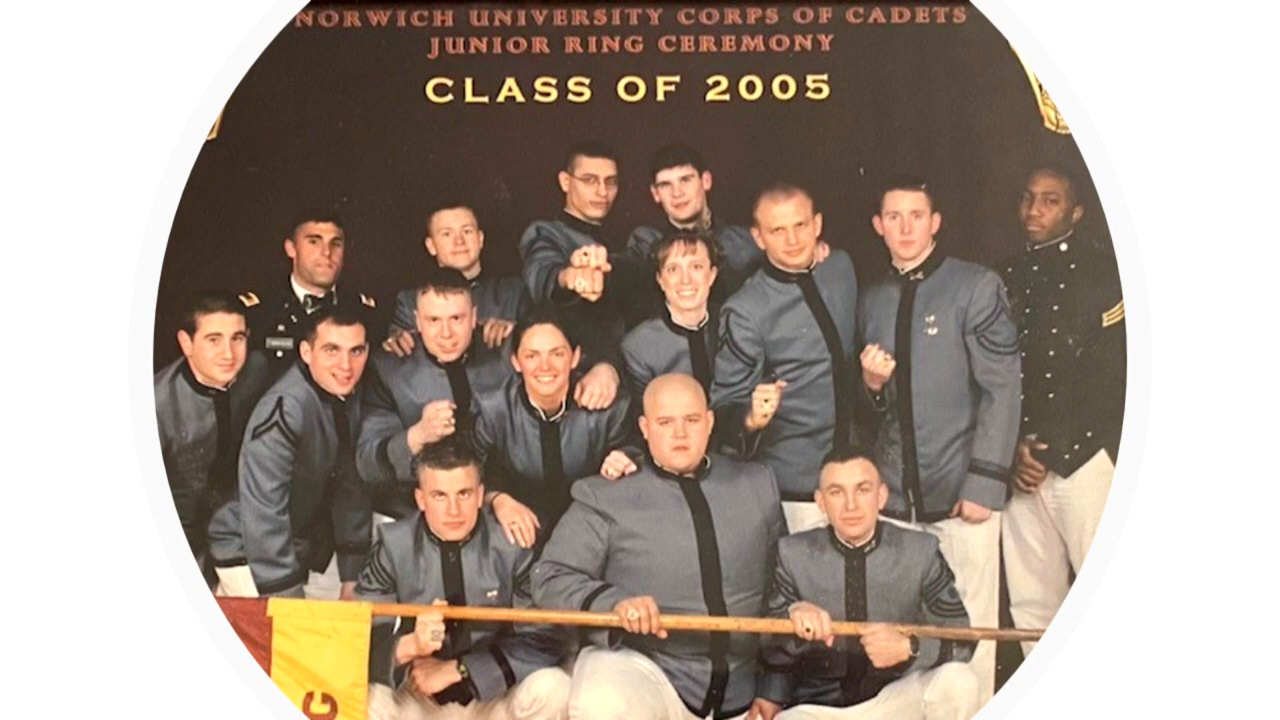 NORWICH UNIVERSITY CORPS OF CADETS
JUNIOR RING CEREMONY
CLASS OF 2005
G